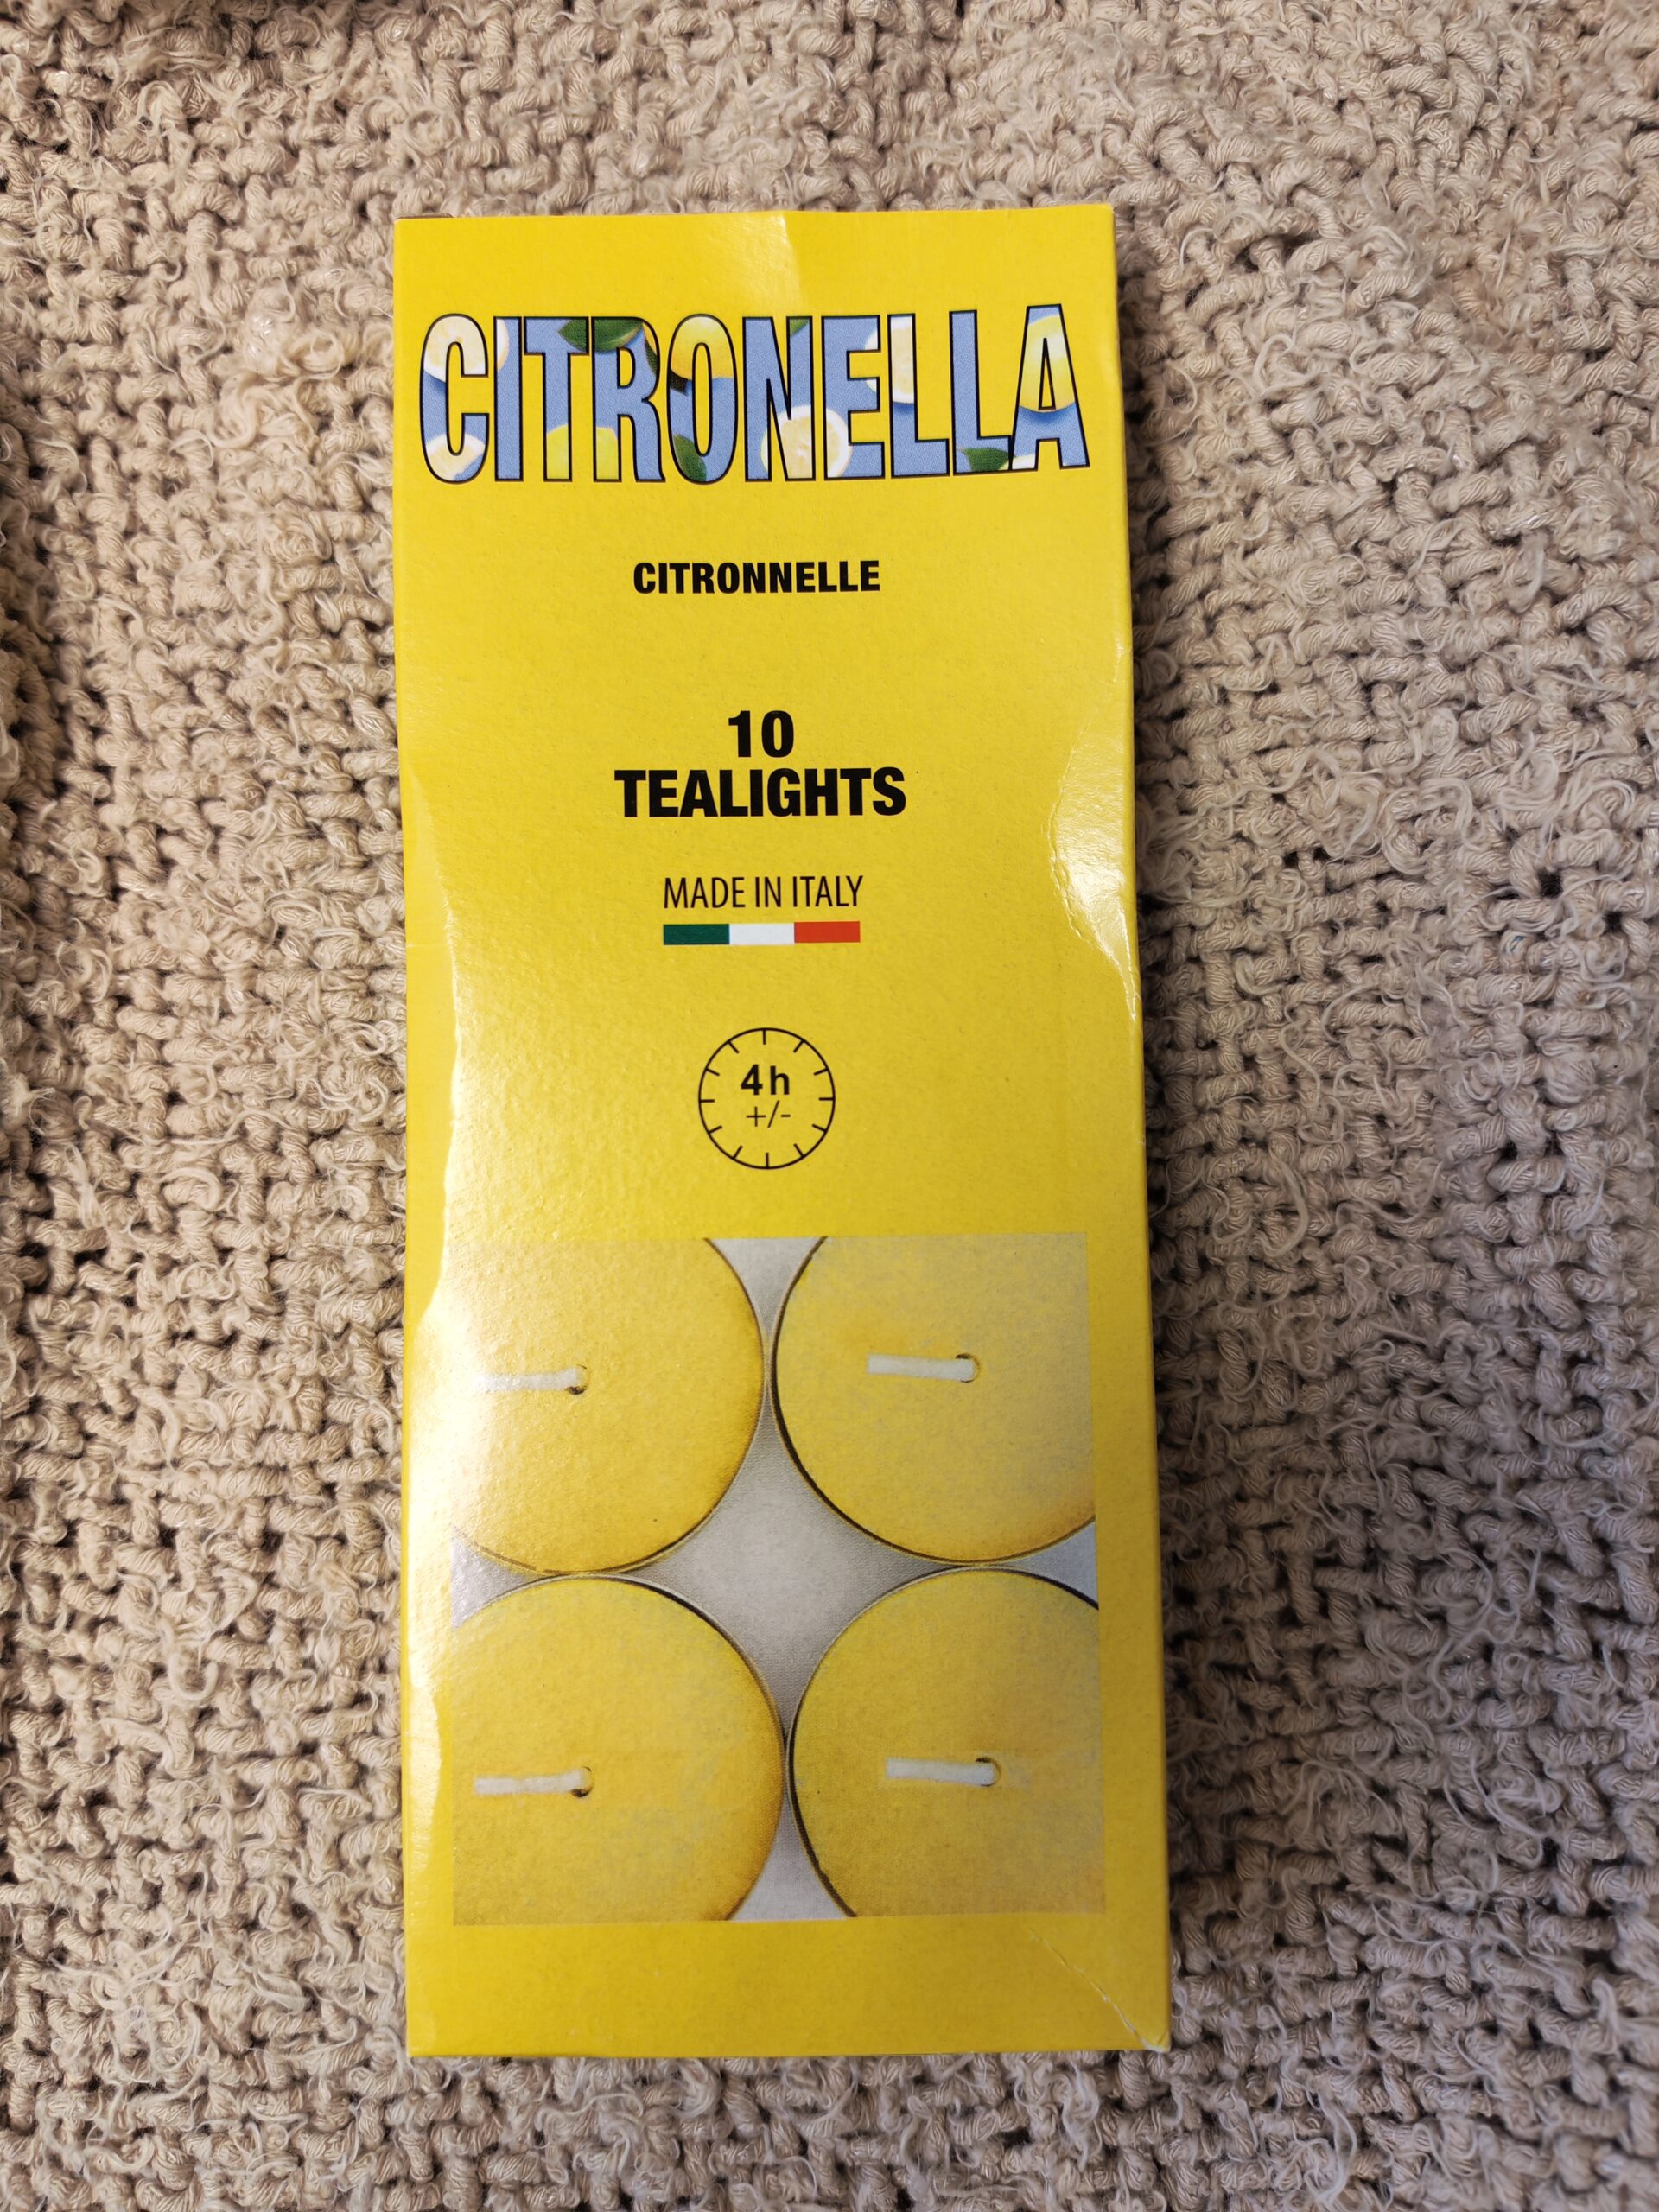 CITRONELLA
CITRONNELLE
10
TEALIGHTS
MADE IN ITALY
4h
+/-